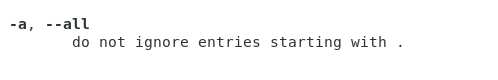 -a, --all
do not ignore entries starting with .